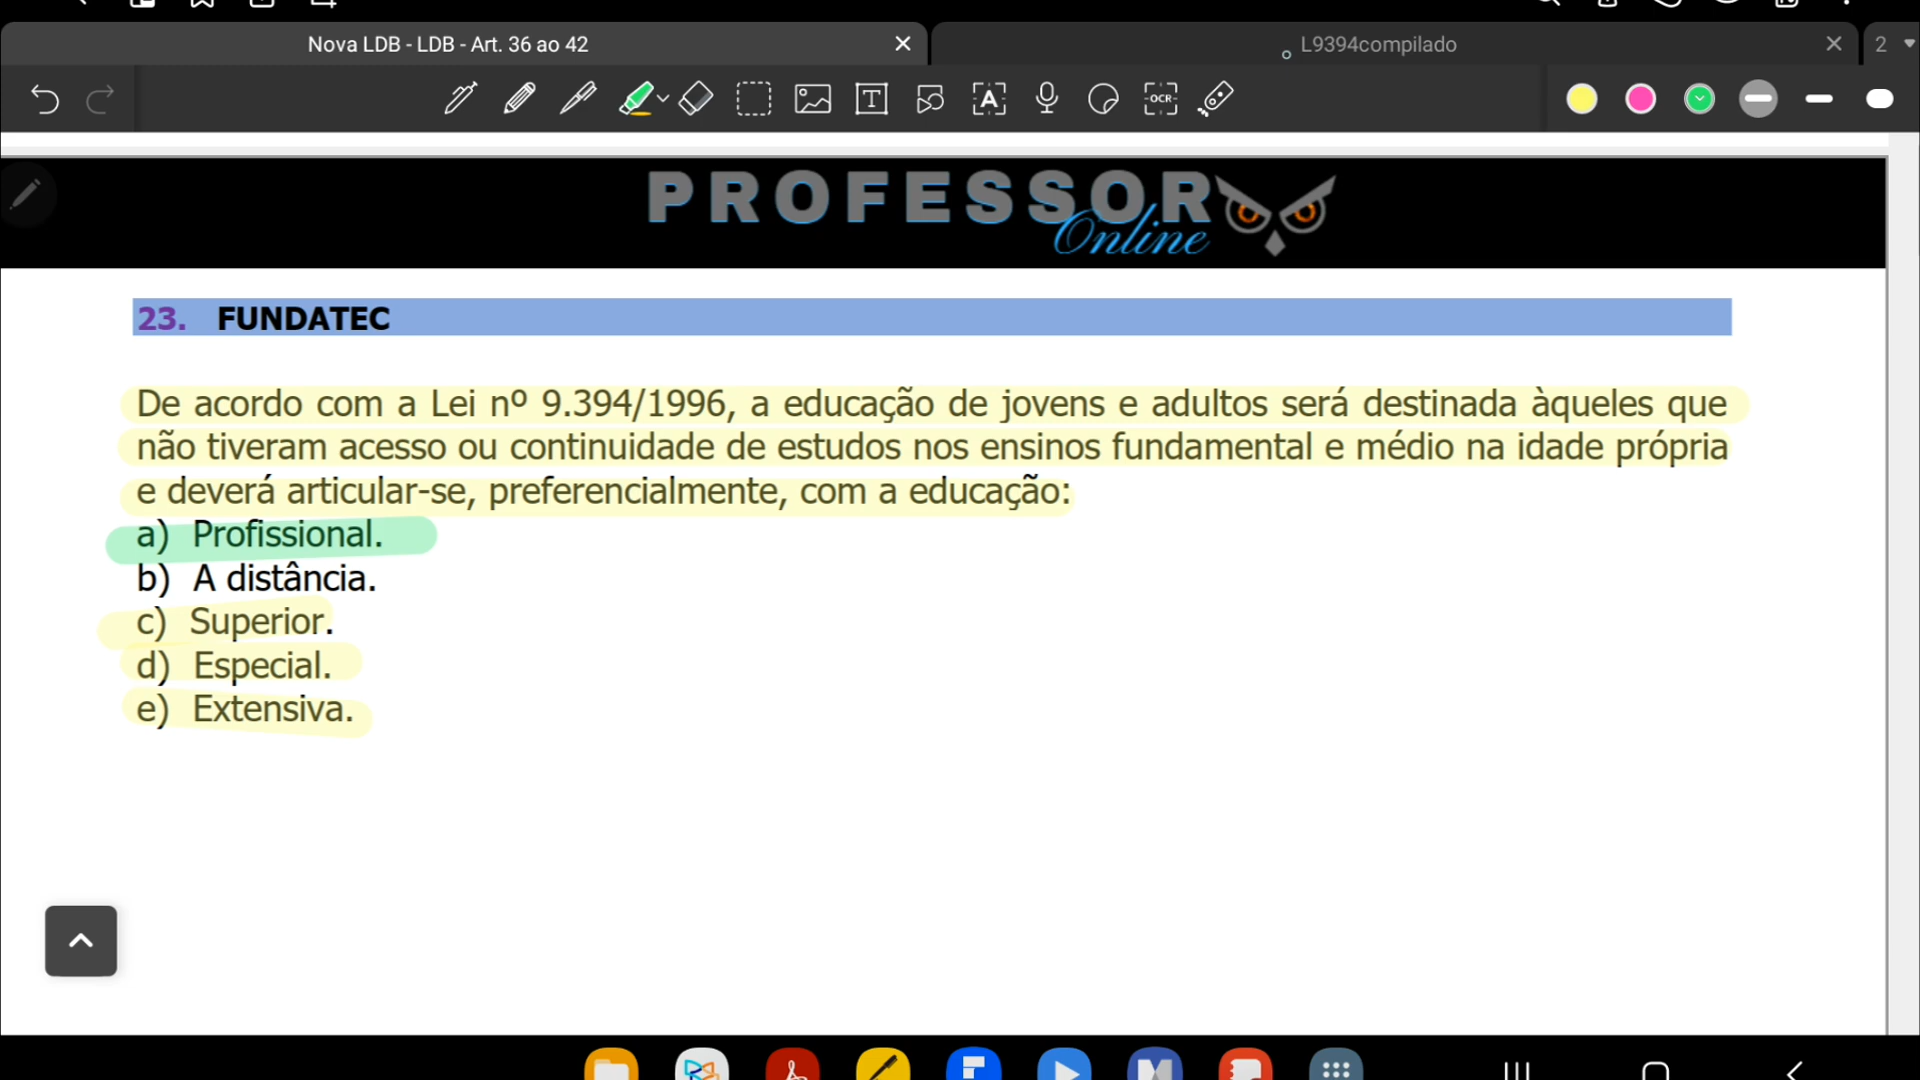 Nova LDB - LDB - Art. 36 ao 42
L9394compilado
2
T
A
OCR
PROFESSOR
Online
23. FUNDATEC
De acordo com a Lei nº 9.394/1996, a educação de jovens e adultos será destinada àqueles que
não tiveram acesso ou continuidade de estudos nos ensinos fundamental e médio na idade própria
e deverá articular-se, preferencialmente, com a educação:
a) Profissional.
b) A distância.
c) Superior.
d) Especial.
e) Extensiva.